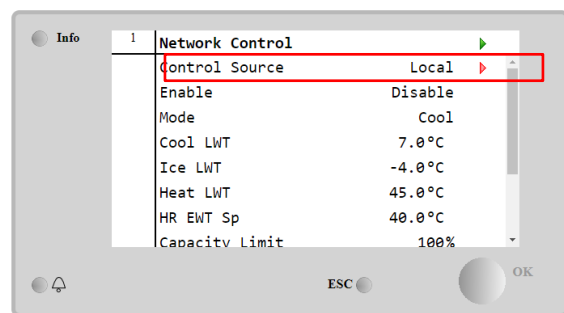 Info
1 Network Control
Control Source Local
Enable Disable
Mode Cool
Cool LWT 7.0°C
Ice LWT -4.0°C
Heat LWT 45.0°C
HR EWT Sp 40.0°C
Capacity Limit 100%
ESC
OK